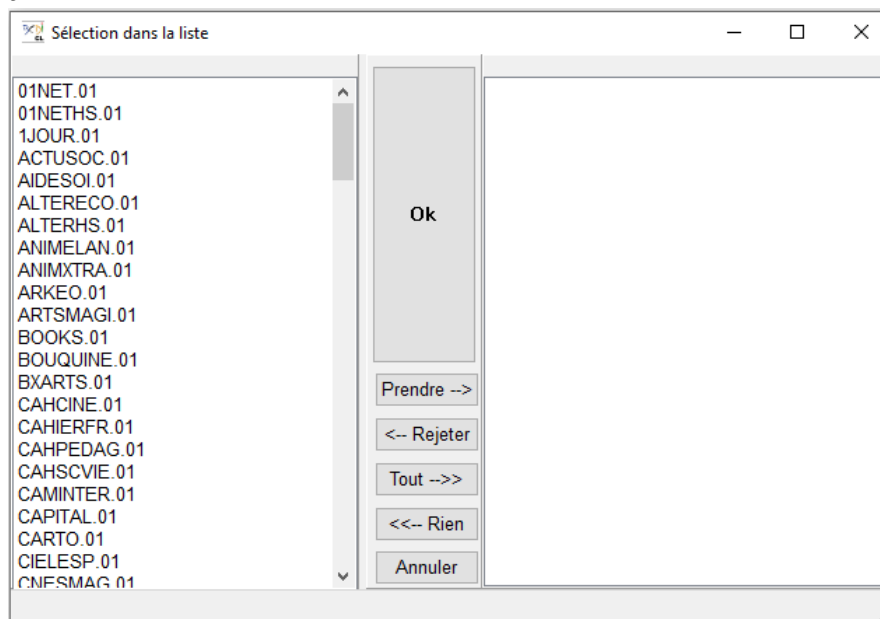 Sélection dans la liste
01NET.01
01NETHS.01
1JOUR.01
ACTUSOC.01
AIDESOI.01
ALTERECO.01
ALTERHS.01
ANIMELAN.01
ANIMXTRA.01
ARKEO.01
ARTSMAGI.01
BOOKS.01
BOUQUINE.01
BXARTS.01
CAHCINE.01
CAHIERFR.01
CAHPEDAG.01
CAHSCVIE.01
CAMINTER.01
CAPITAL.01
CARTO.01
CIELESP.01
CNESMAG.01
Ok
Prendre -->
<-- Rejeter
Tout -->>
<<-- Rien
Annuler